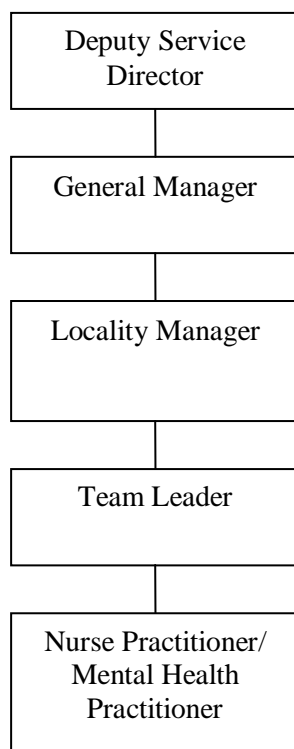 Deputy Service
Director
General Manager
Locality Manager
Team Leader
Nurse Practitioner/
Mental Health
Practitioner